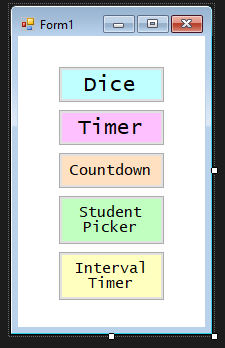 Form1
Dice
Timer
Countdown
Student
Picker
Interval
Timer